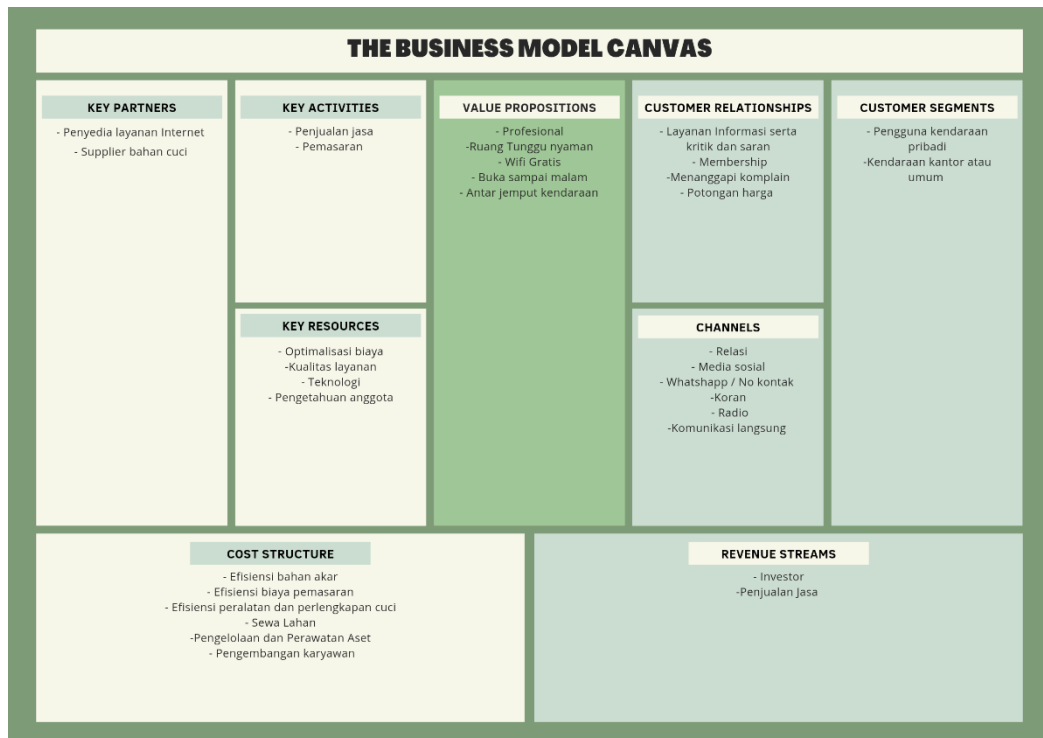 THE BUSINESS MODEL CANVAS
KEY PARTNERS
- Penyedia layanan Internet
- Supplier bahan cuci
KEY ACTIVITIES
- Penjualan jasa
- Pemasaran
KEY RESOURCES
- Optimalisasi biaya
-Kualitas layanan
- Teknologi
- Pengetahuan anggota
VALUE PROPOSITIONS
- Profesional
-Ruang Tunggu nyaman
- Wifi Gratis
- Buka sampai malam
- Antar jemput kendaraan
CUSTOMER RELATIONSHIPS
- Layanan Informasi serta
kritik dan saran
- Membership
-Menanggapi komplain
- Potongan harga
CHANNELS
- Relasi
- Media sosial
- Whatshapp / No kontak
-Koran
- Radio
-Komunikasi langsung
CUSTOMER SEGMENTS
- Pengguna kendaraan
pribadi
-Kendaraan kantor atau
umum
COST STRUCTURE
- Efisiensi bahan akar
- Efisiensi biaya pemasaran
- Efisiensi peralatan dan perlengkapan cuci
- Sewa Lahan
-Pengelolaan dan Perawatan Aset
- Pengembangan karyawan
REVENUE STREAMS
- Investor
-Penjualan Jasa